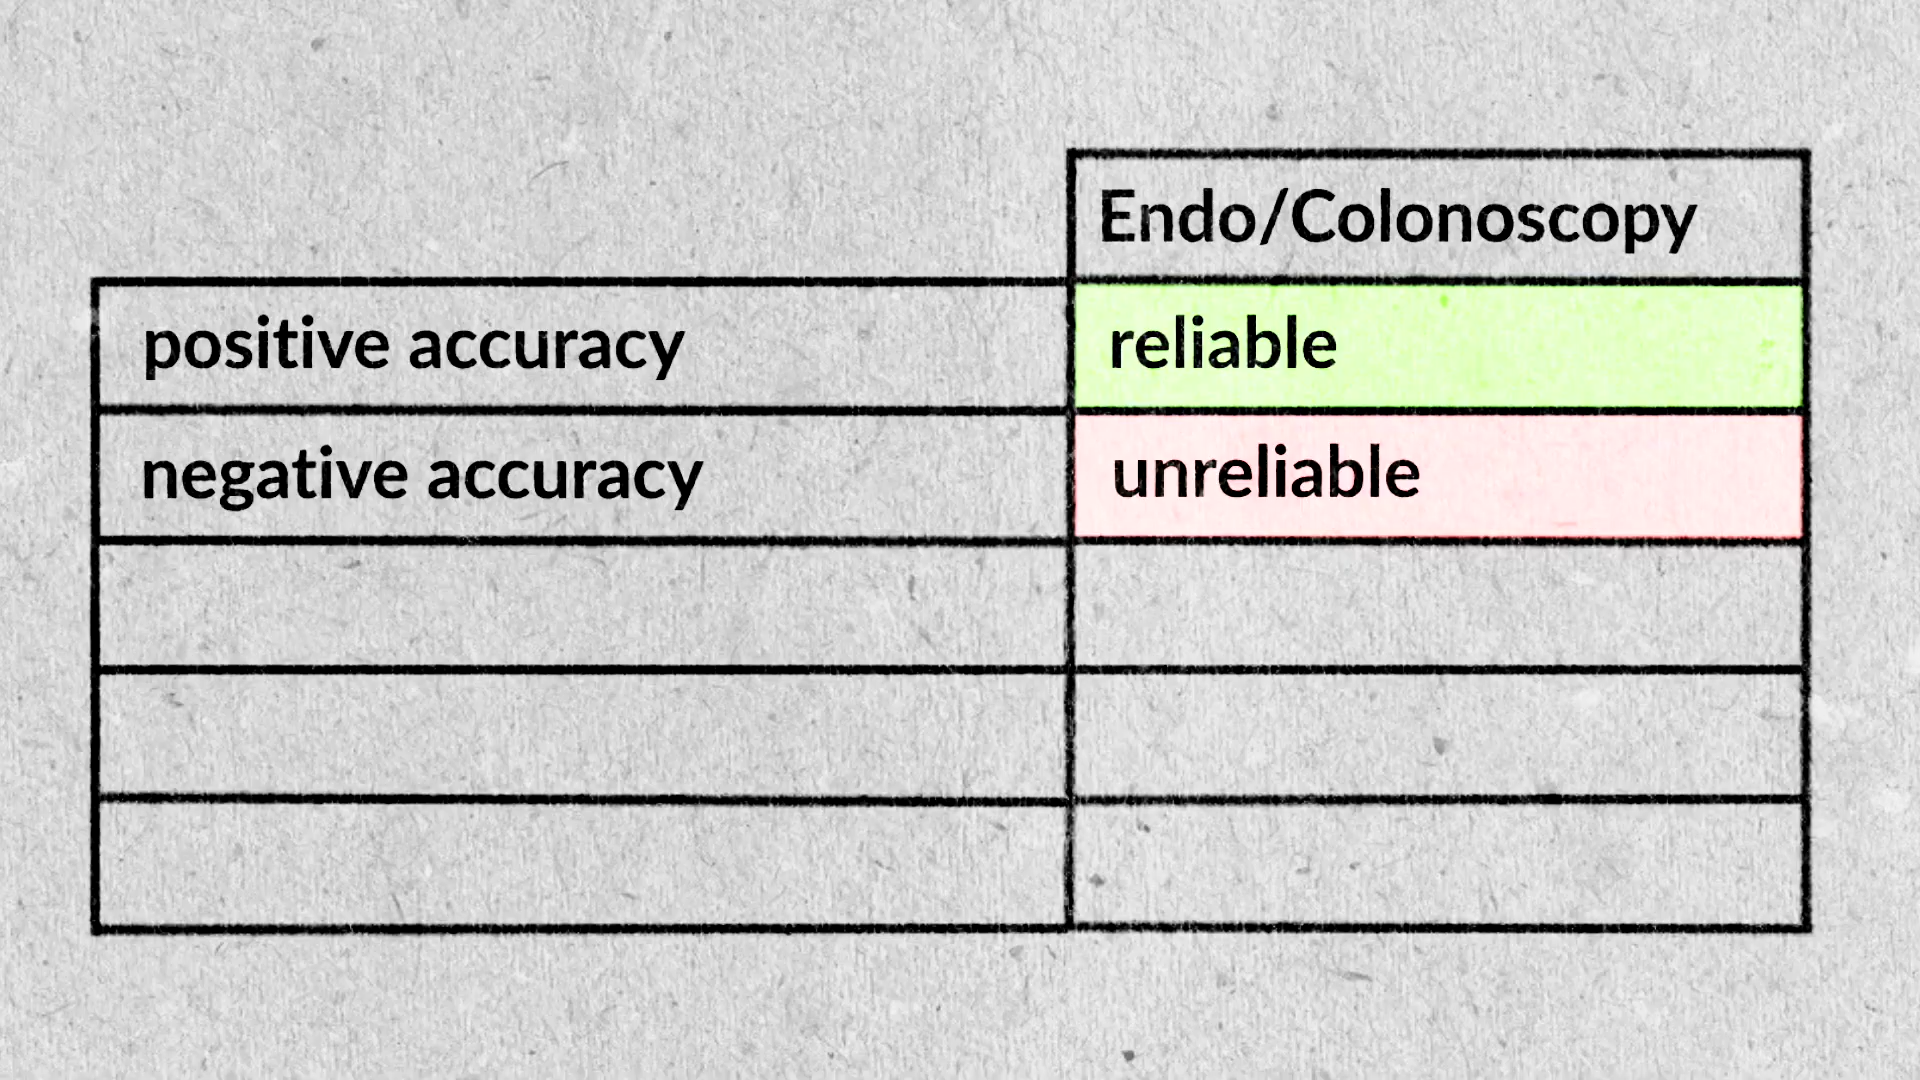 Endo/Colonoscopy
positive accuracy reliable
negative accuracy unreliable